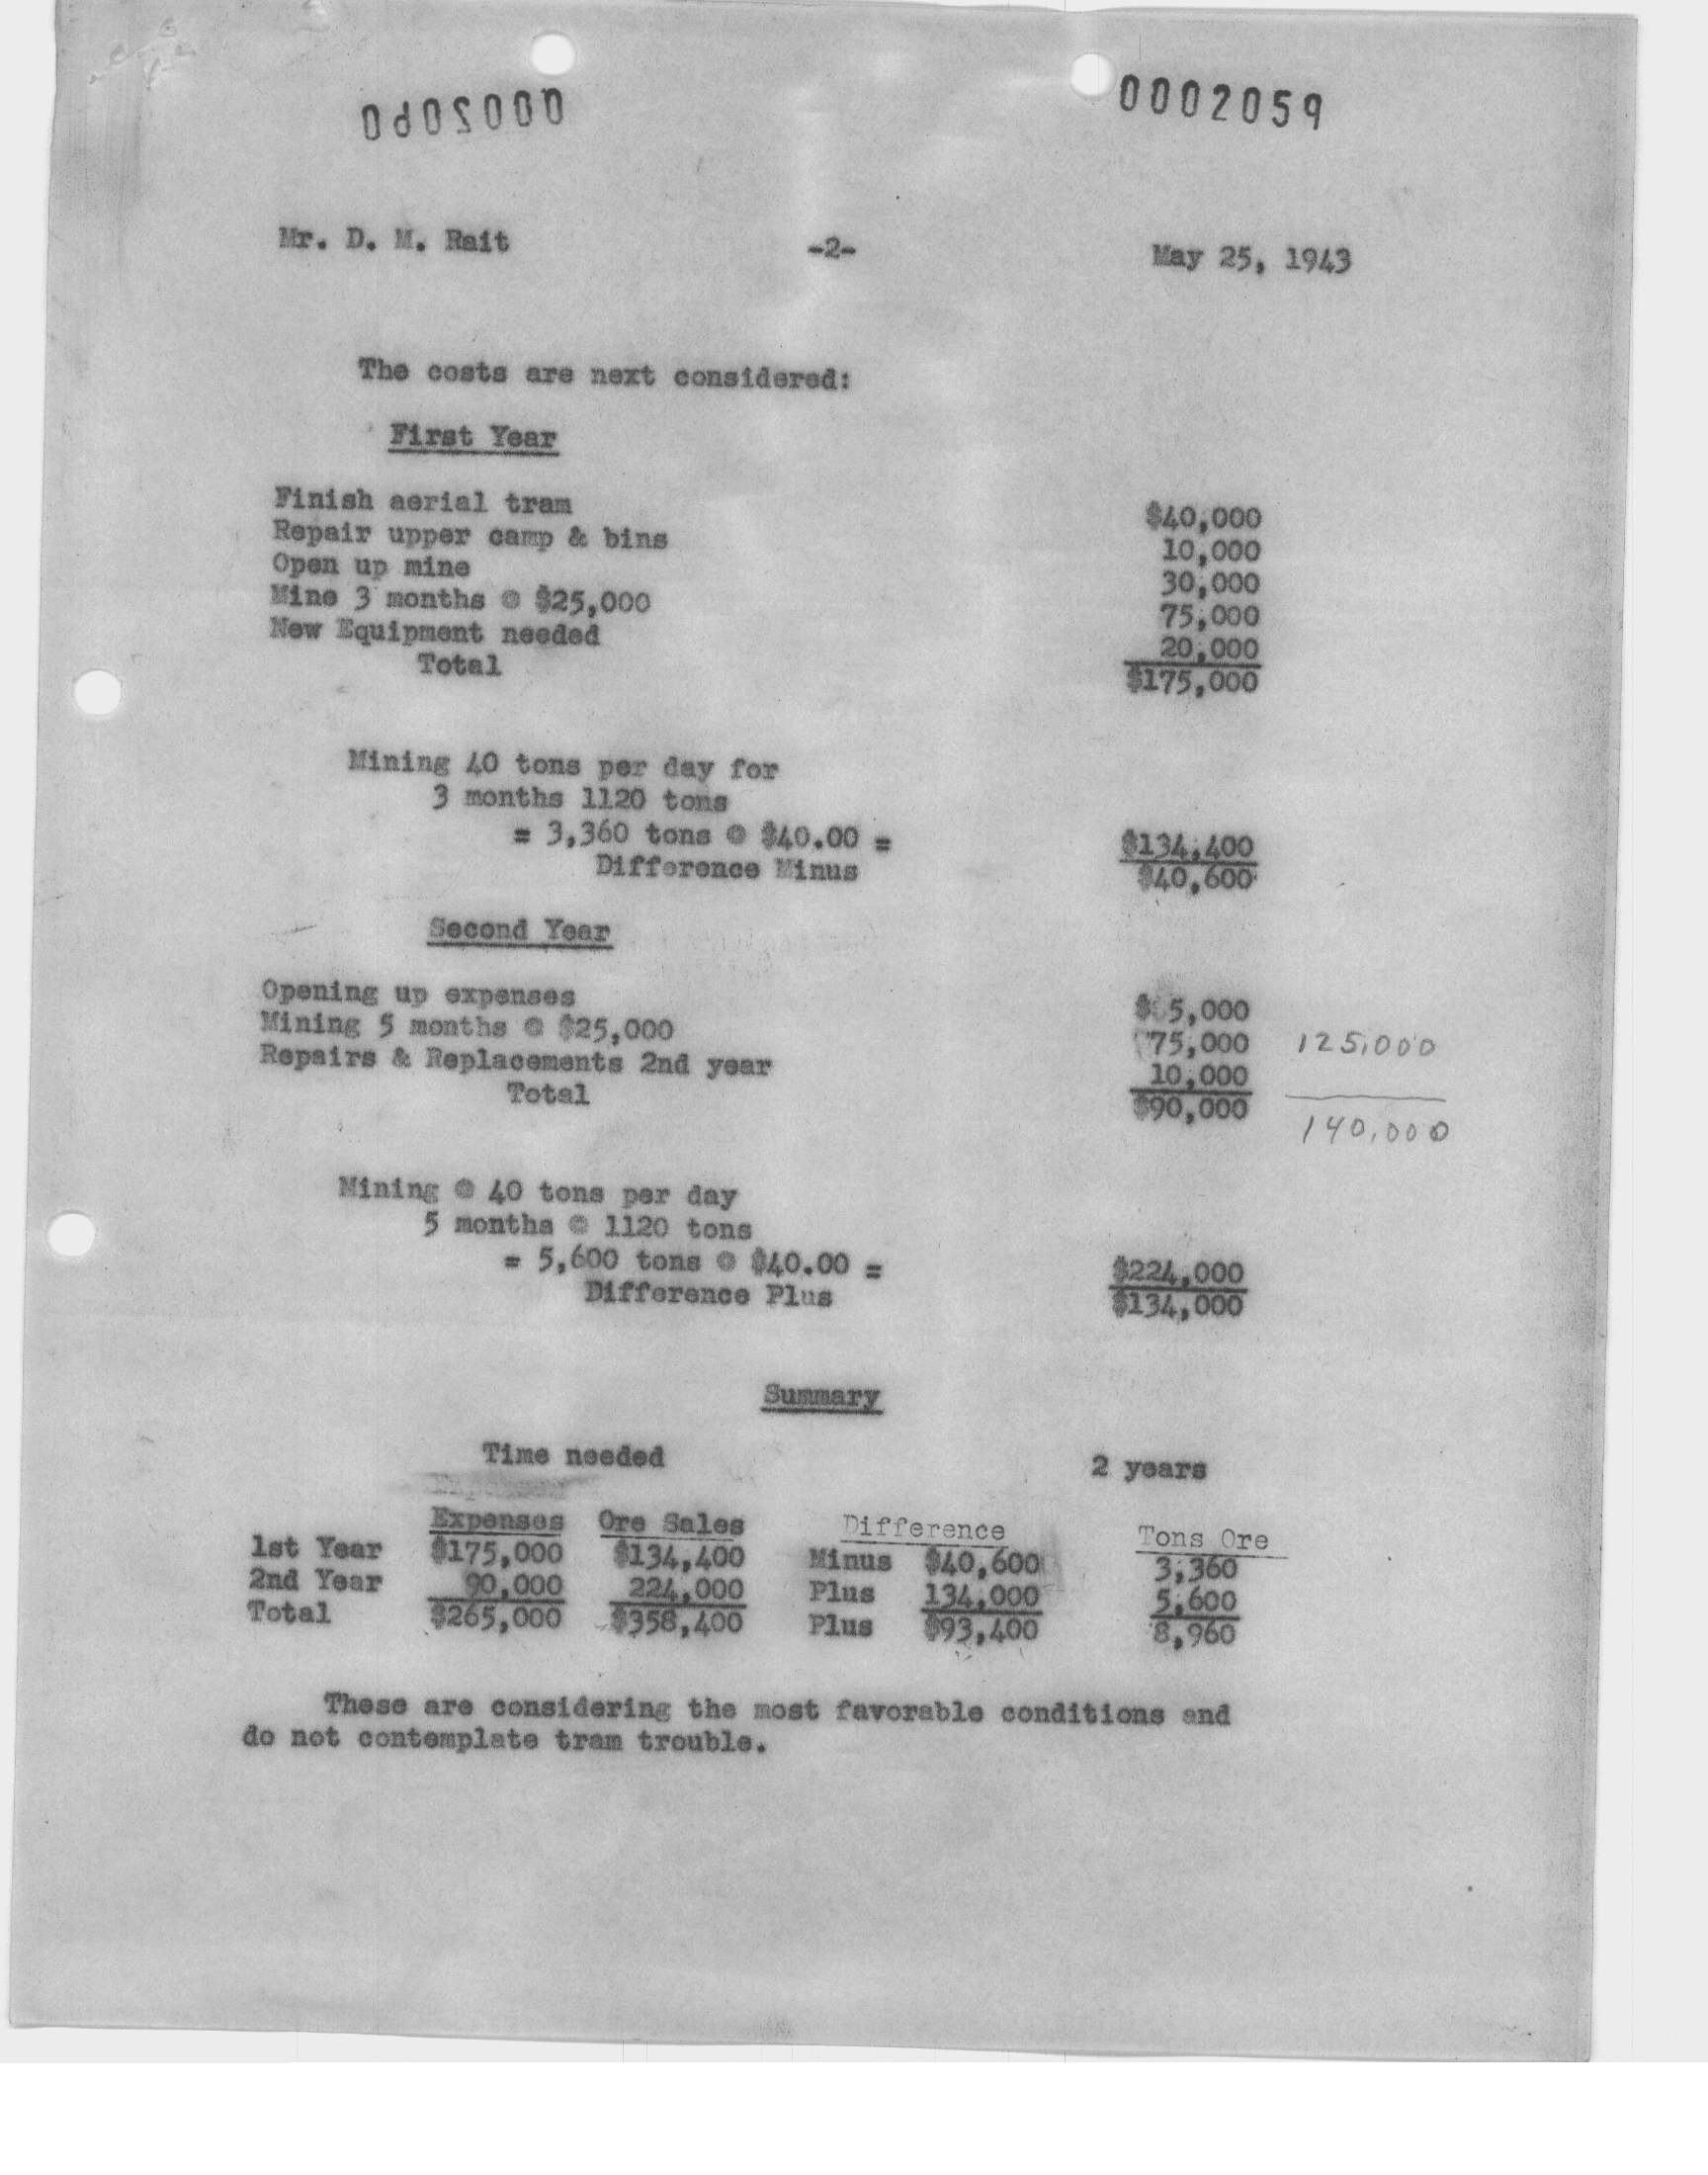 0002059
Mr. D. M. Rait -2- May 25, 1943
The costs are next considered:
First Year
Finish aerial tram $40,000
Repair upper camp & bins 10,000
Open up mine 30,000
Mine 3 months @ $25,000 75,000
New Equipment needed 20,000
Total $175,000
Mining 40 tons per day for
3 months 1120 tons
= 3,360 tons @ $40.00 = $134,400
Difference Minus $40,600
Second Year
Opening up expenses $ 5,000
Mining 5 months @ $25,000 75,000 125,000
Repairs & Replacements 2nd year 10,000
Total $90,000 140,000
Mining @ 40 tons per day
5 months @ 1120 tons
= 5,600 tons @ $40.00 = $224,000
Difference Plus $134,000
Summary
Time needed 2 years
Expenses Ore Sales Difference Tons Ore
1st Year $175,000 $134,400 Minus $40,600 3,360
2nd Year 90,000 224,000 Plus 134,000 5,600
Total $265,000 $358,400 Plus $93,400 8,960
These are considering the most favorable conditions and
do not contemplate tram trouble.